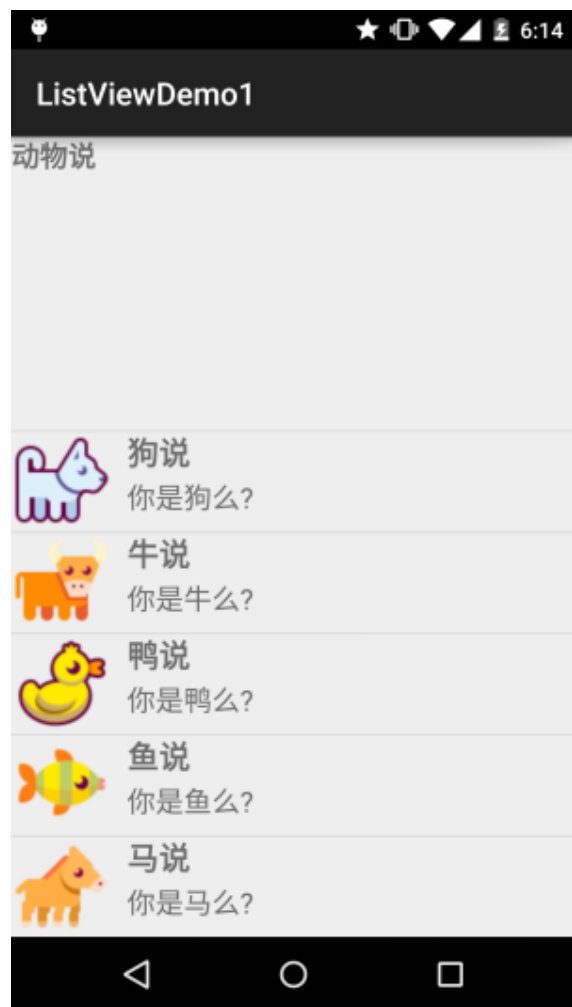 6:14
ListViewDemo1
动物说
狗说
你是狗么?
牛说
你是牛么?
鸭说
你是鸭么?
鱼说
你是鱼么?
马说
你是马么?